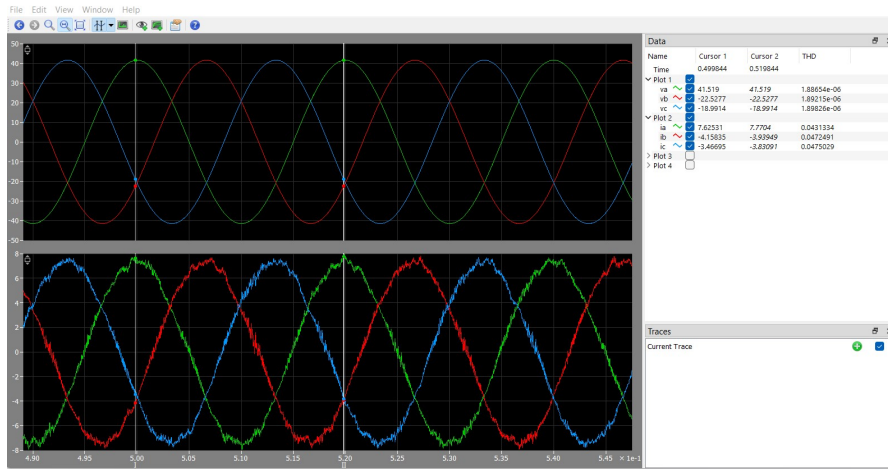 File Edit View Window Help
Data
Name Cursor 1 Cursor 2 THD
Time 0.499844 0.519844
Plot 1
va 41.519 41.519 1.88654e-06
vb -22.5277 -22.5277 1.89215e-06
vc -18.9914 -18.9914 1.89826e-06
Plot 2
ia 7.62531 7.7704 0.0431334
ib -4.15835 -3.93949 0.0472491
ic -3.46695 -3.83091 0.0475029
Plot 3
Plot 4
50
40
30
20
10
0
-10
-20
-30
-40
-50
8
6
4
2
0
-2
-4
-6
-8
4.90 4.95 5.00 5.05 5.10 5.15 5.20 5.25 5.30 5.35 5.40 5.45 × 1e-1
I II
Traces
Current Trace